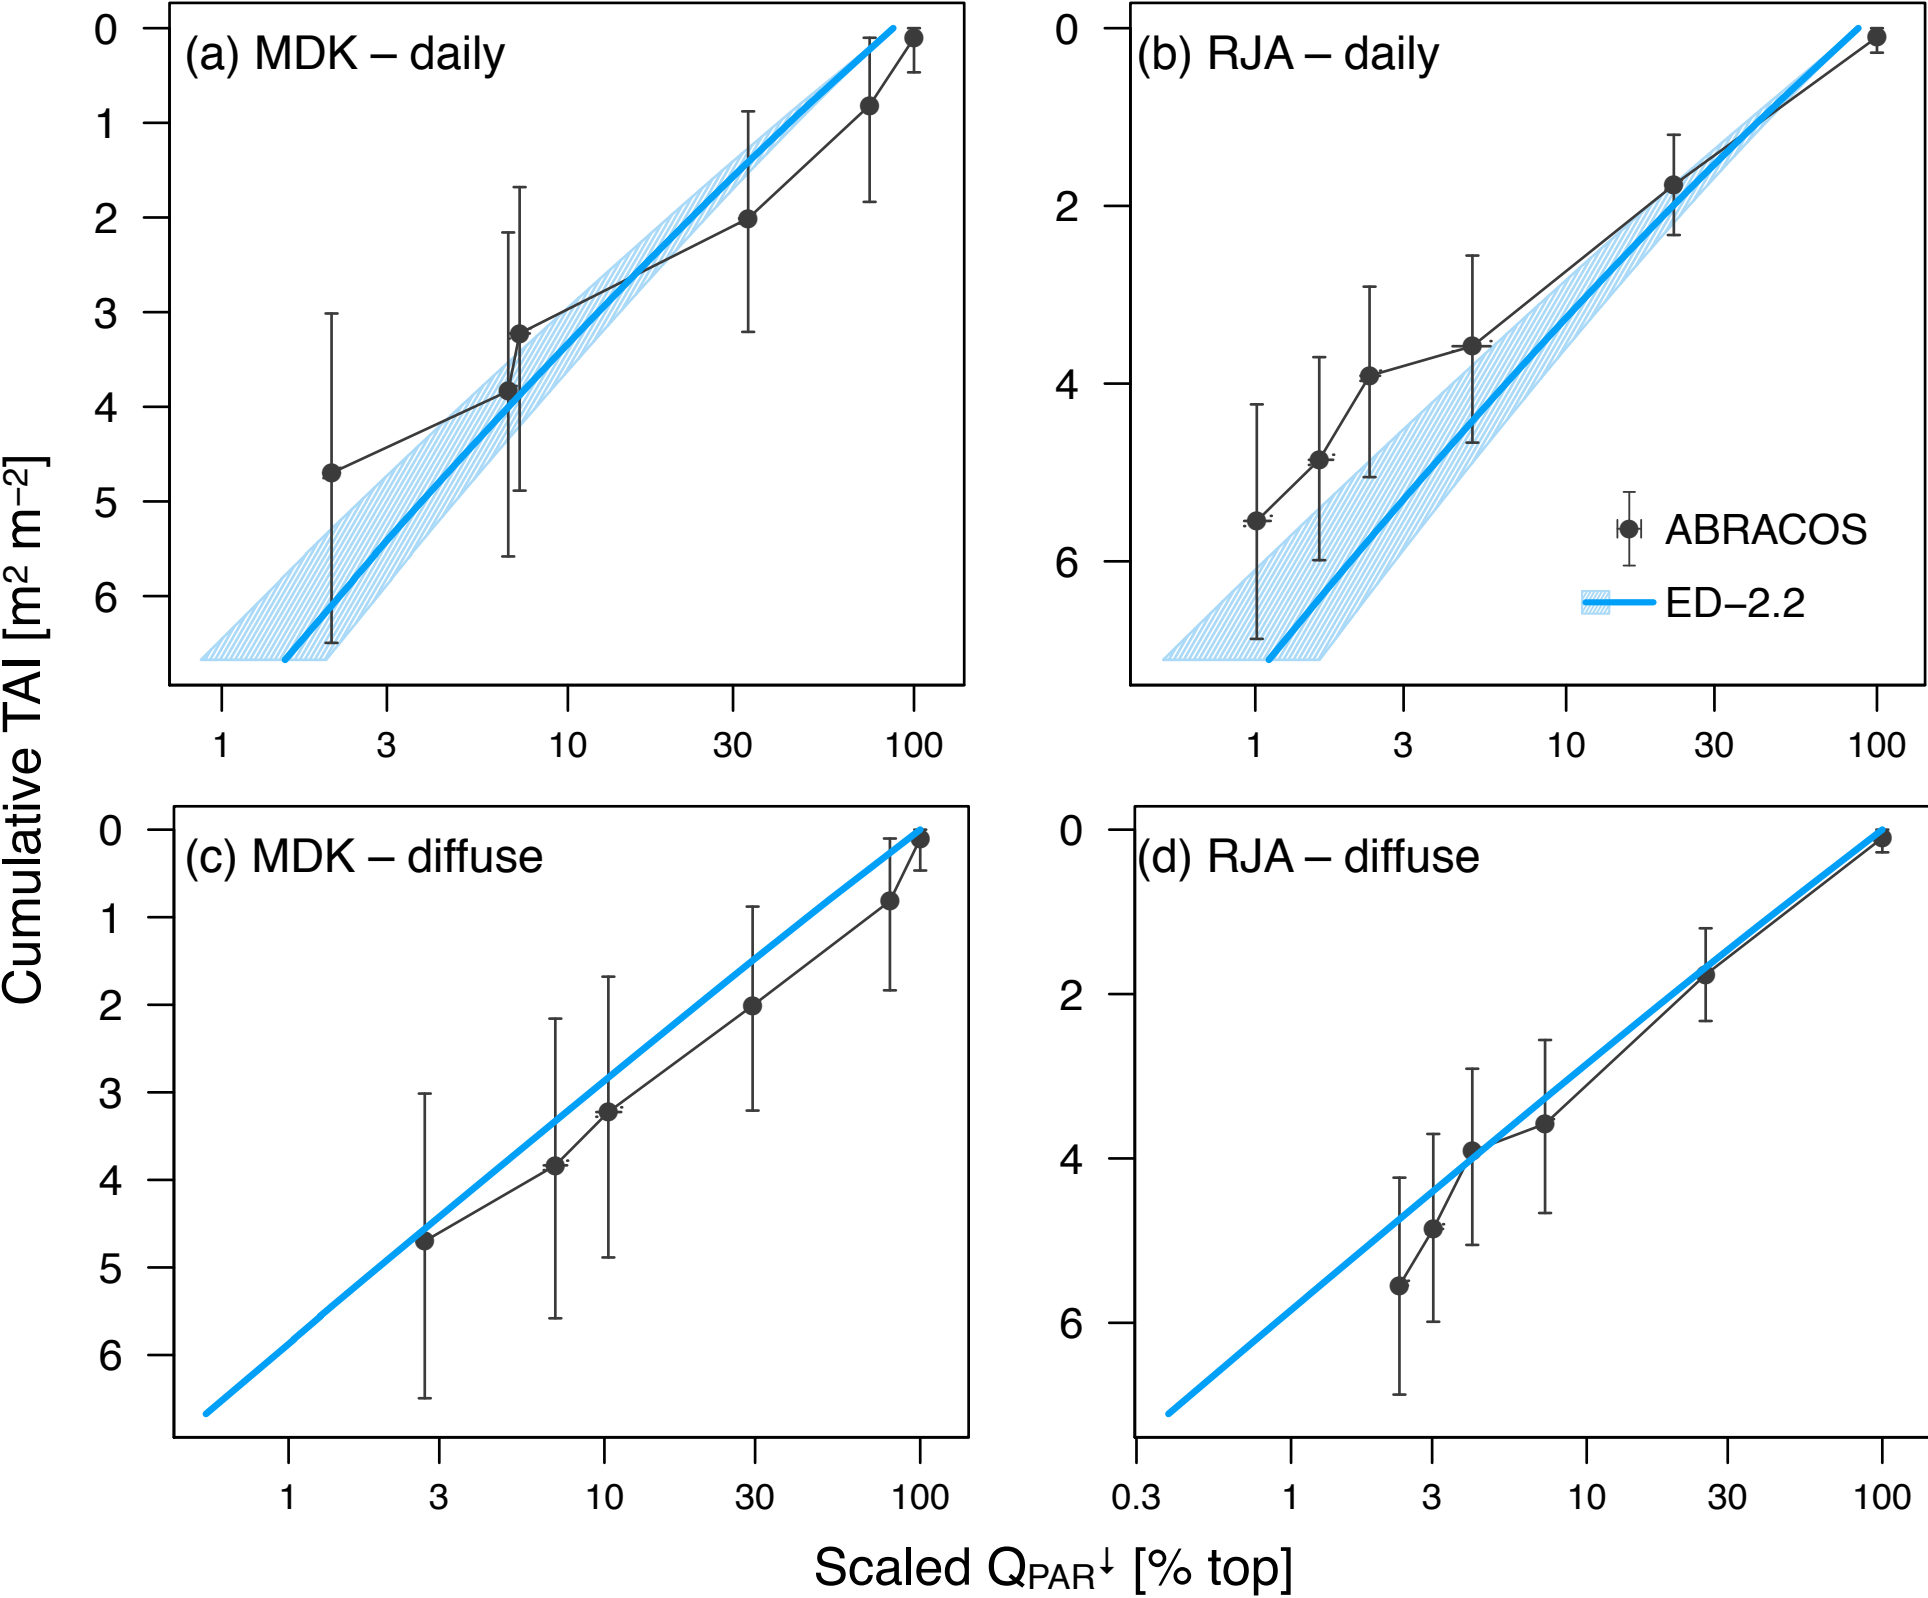 (a) MDK – daily
0
1
2
3
4
5
6
1 3 10 30 100
(b) RJA – daily
0
2
4
6
ABRACOS
ED−2.2
1 3 10 30 100
Cumulative TAI [m² m⁻²]
(c) MDK – diffuse
0
1
2
3
4
5
6
1 3 10 30 100
(d) RJA – diffuse
0
2
4
6
0.3 1 3 10 30 100
Scaled Q_PAR↓ [% top]